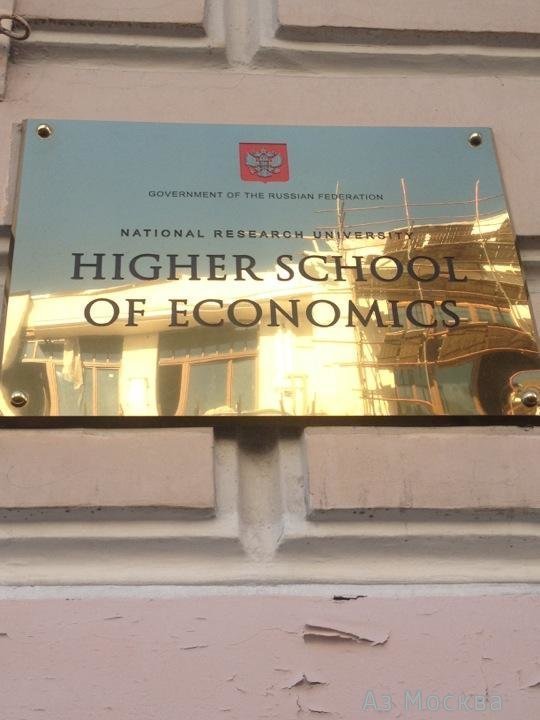 GOVERNMENT OF THE RUSSIAN FEDERATION
NATIONAL RESEARCH UNIVERSITY
HIGHER SCHOOL
OF ECONOMICS
Аз Москва